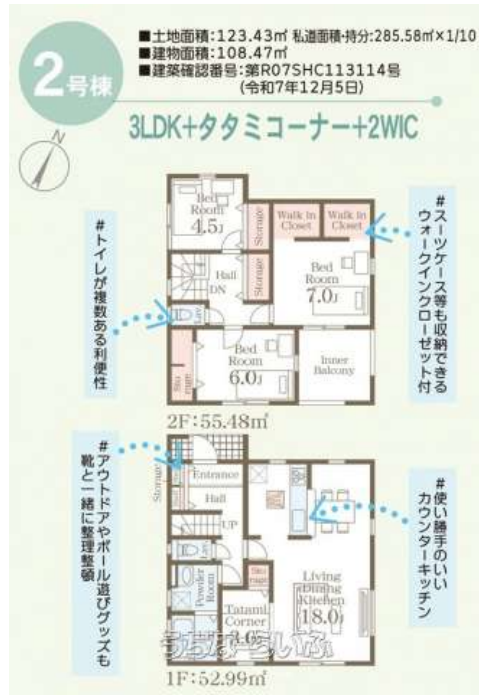 2号棟
■土地面積:123.43㎡ 私道面積・持分:285.58㎡×1/10
■建物面積:108.47㎡
■建築確認番号:第R07SHC113114号
(令和7年12月5日)
3LDK+タタミコーナー+2WIC
N
Bed
Room
4.5J
Storage
Walk in
Closet
Walk in
Closet
#スーツケース等も収納できる
ウォークインクローゼット付
Hall
DN
Storage
Bed
Room
7.0J
#トイレが複数ある利便性
Lav
Bed
Room
6.0J
Sto
rage
Inner
Balcony
2F:55.48㎡
#アウトドアやボール遊びグッズも
靴と一緒に整理整頓
Storage
Entrance
Hall
UP
#使い勝手のいい
カウンターキッチン
Lav
Powder
Room
Sto
rage
Tatami
Corner
3.0J
Living
Dining
Kitchen
18.0J
1F:52.99㎡